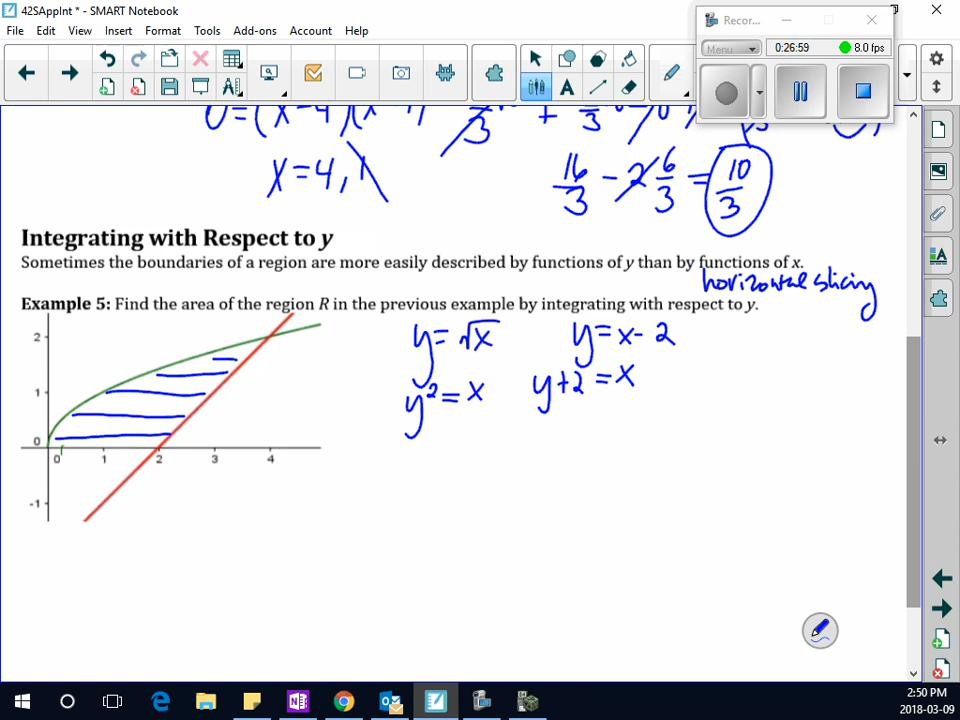 42SAppInt * - SMART Notebook
File Edit View Insert Format Tools Add-ons Account Help
Recor...
Menu 0:26:59 8.0 fps
x = 4,
16/3 - 2 6/3 = 10/3
Integrating with Respect to y
Sometimes the boundaries of a region are more easily described by functions of y than by functions of x.
horizontal slicing
Example 5: Find the area of the region R in the previous example by integrating with respect to y.
y = √x y = x - 2
y² = x y + 2 = x
2
1
0
0 1 2 3 4
-1
2:50 PM
2018-03-09